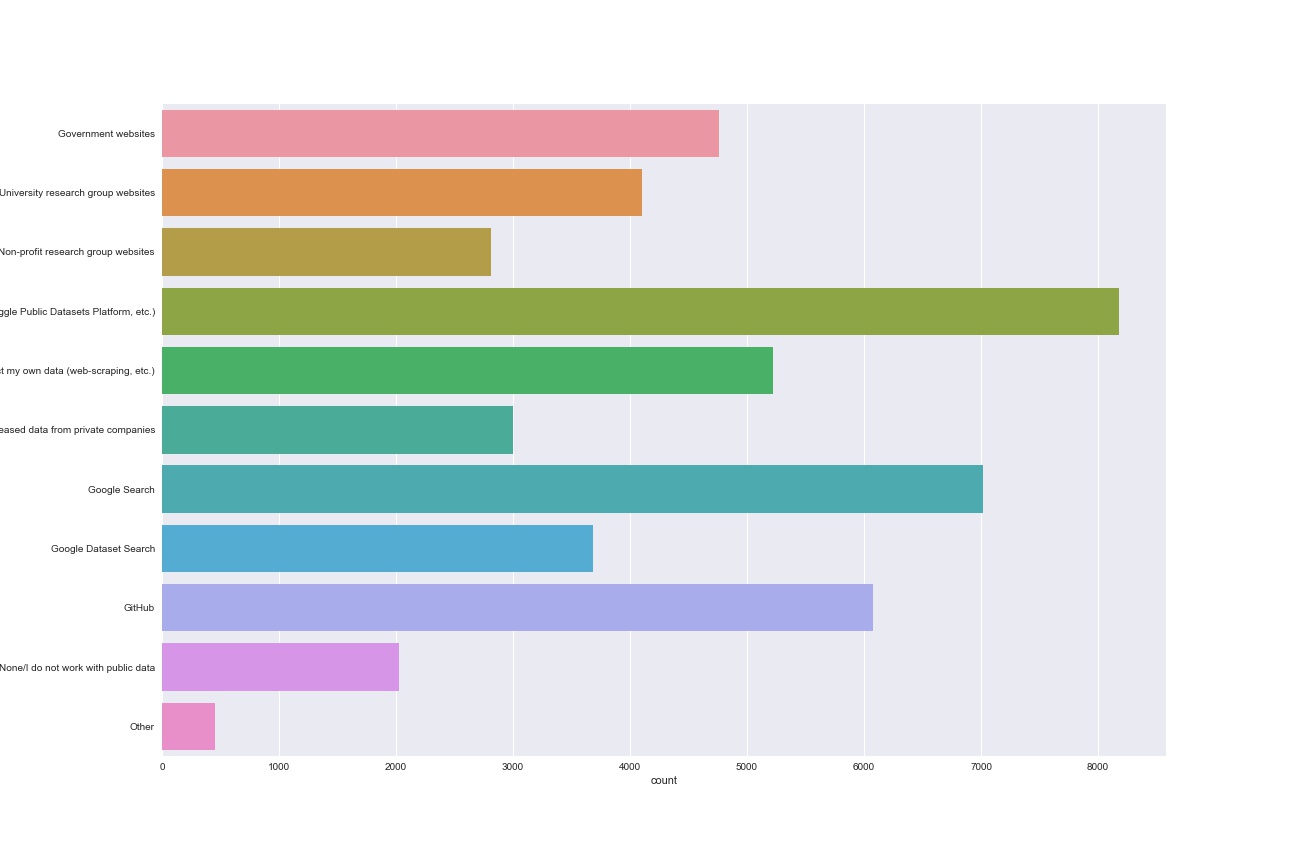 Government websites
University research group websites
Non-profit research group websites
Public Datasets Platform, etc.)
my own data (web-scraping, etc.)
data from private companies
Google Search
Google Dataset Search
GitHub
None/I do not work with public data
Other
0 1000 2000 3000 4000 5000 6000 7000 8000
count